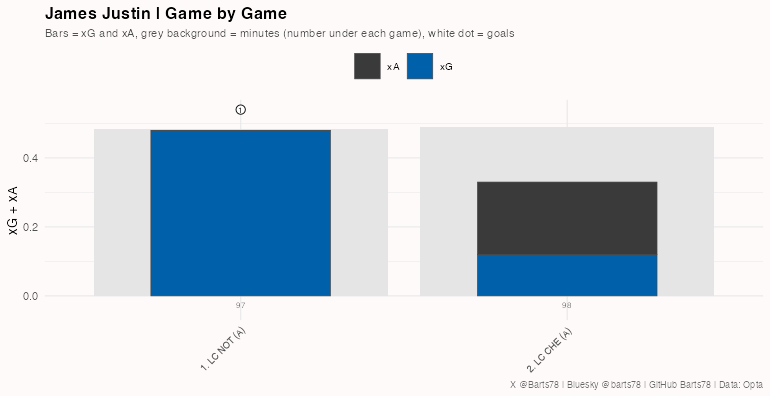 James Justin | Game by Game
Bars = xG and xA, grey background = minutes (number under each game), white dot = goals
xA
xG
1
xG + xA
0.4
0.2
0.0
97
98
1. LC NOT (A)
2. LC CHE (A)
X @Barts78 | Bluesky @barts78 | GitHub Barts78 | Data: Opta